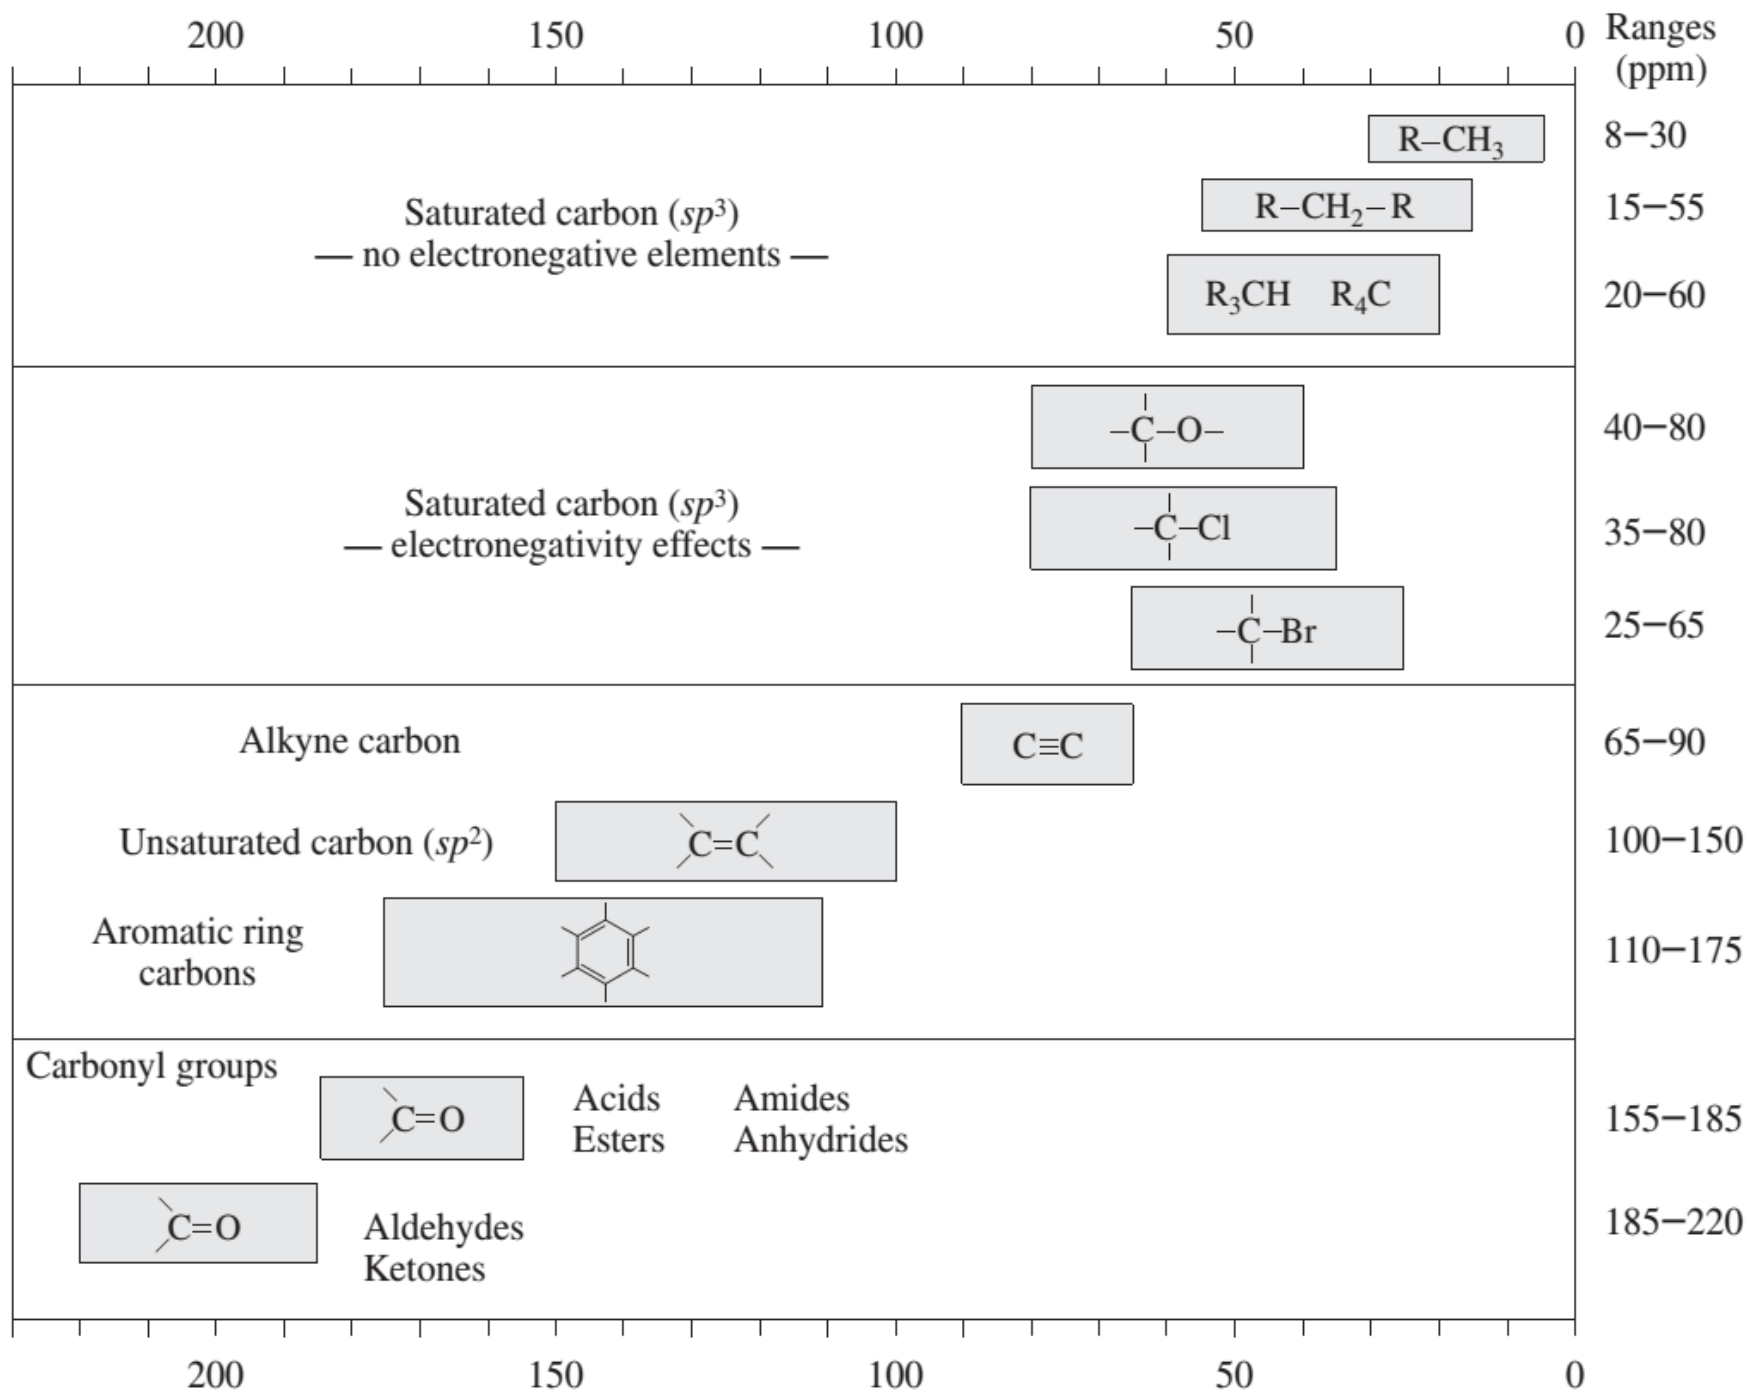 200 150 100 50 0 Ranges
(ppm)
R–CH₃ 8–30
R–CH₂–R 15–55
Saturated carbon (sp³)
— no electronegative elements —
R₃CH R₄C 20–60
–C–O– 40–80
Saturated carbon (sp³)
— electronegativity effects —
–C–Cl 35–80
–C–Br 25–65
Alkyne carbon C≡C 65–90
Unsaturated carbon (sp²) C=C 100–150
Aromatic ring
carbons
110–175
Carbonyl groups
C=O
Acids Amides
Esters Anhydrides
155–185
C=O
Aldehydes
Ketones
185–220
200 150 100 50 0